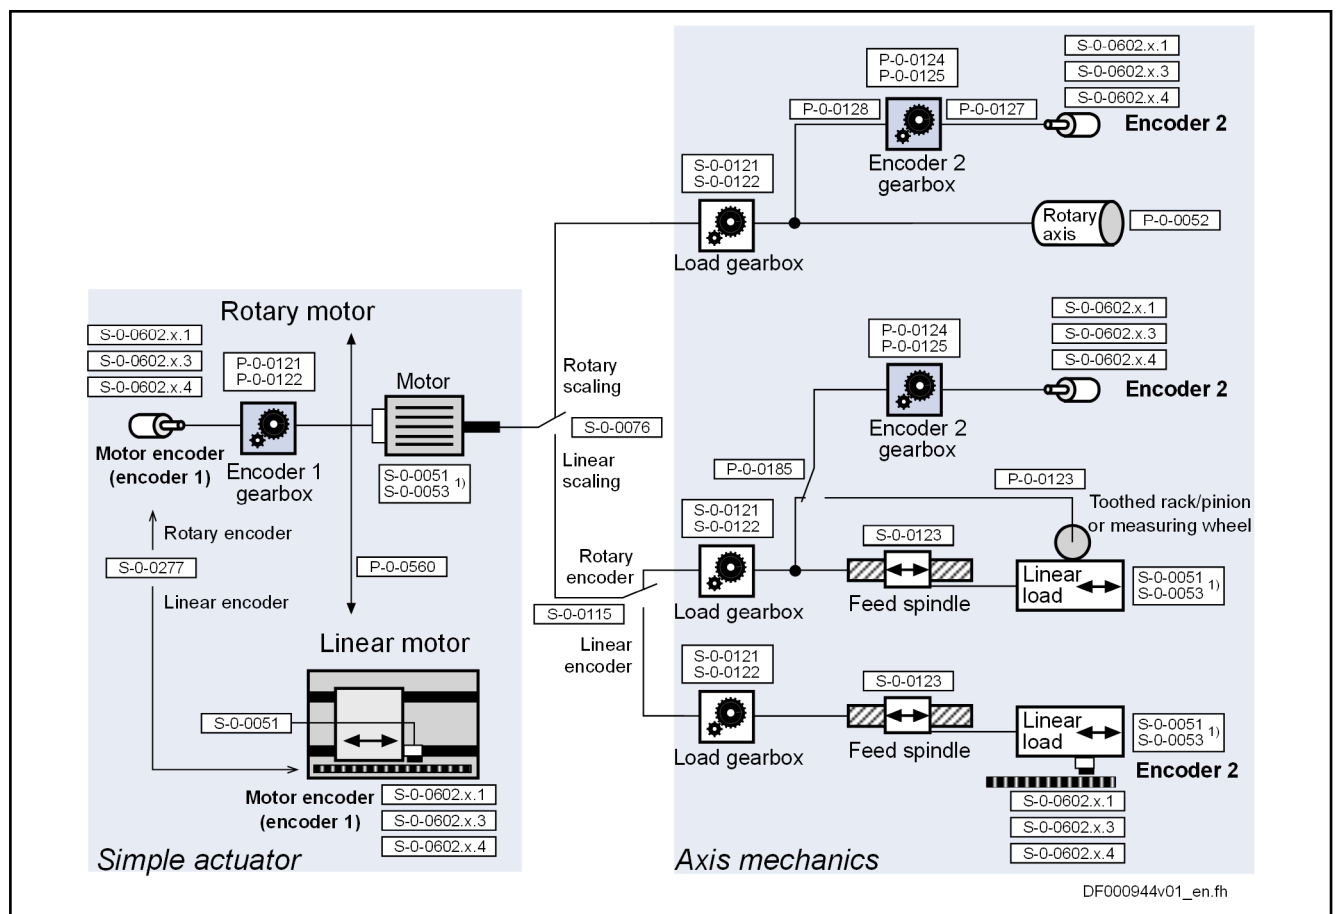 S-0-0602.x.1
S-0-0602.x.3
S-0-0602.x.4
Encoder 2
P-0-0124
P-0-0125
P-0-0128
P-0-0127
Encoder 2
gearbox
S-0-0121
S-0-0122
Load gearbox
Rotary
axis
P-0-0052
Rotary motor
S-0-0602.x.1
S-0-0602.x.3
S-0-0602.x.4
P-0-0121
P-0-0122
Motor
Motor encoder
(encoder 1)
Encoder 1
gearbox
S-0-0051
S-0-0053 1)
Rotary
scaling
S-0-0076
Linear
scaling
S-0-0602.x.1
S-0-0602.x.3
S-0-0602.x.4
Encoder 2
P-0-0124
P-0-0125
Encoder 2
gearbox
P-0-0185
P-0-0123
Toothed rack/pinion
or measuring wheel
S-0-0121
S-0-0122
S-0-0123
Rotary encoder
S-0-0277
Linear encoder
P-0-0560
Rotary
encoder
S-0-0115
Linear
encoder
Load gearbox
Feed spindle
Linear
load
S-0-0051
S-0-0053 1)
Linear motor
S-0-0051
S-0-0121
S-0-0122
S-0-0123
Load gearbox
Feed spindle
Linear
load
S-0-0051
S-0-0053 1)
Encoder 2
S-0-0602.x.1
S-0-0602.x.3
S-0-0602.x.4
Motor encoder
(encoder 1)
S-0-0602.x.1
S-0-0602.x.3
S-0-0602.x.4
Simple actuator
Axis mechanics
DF000944v01_en.fh